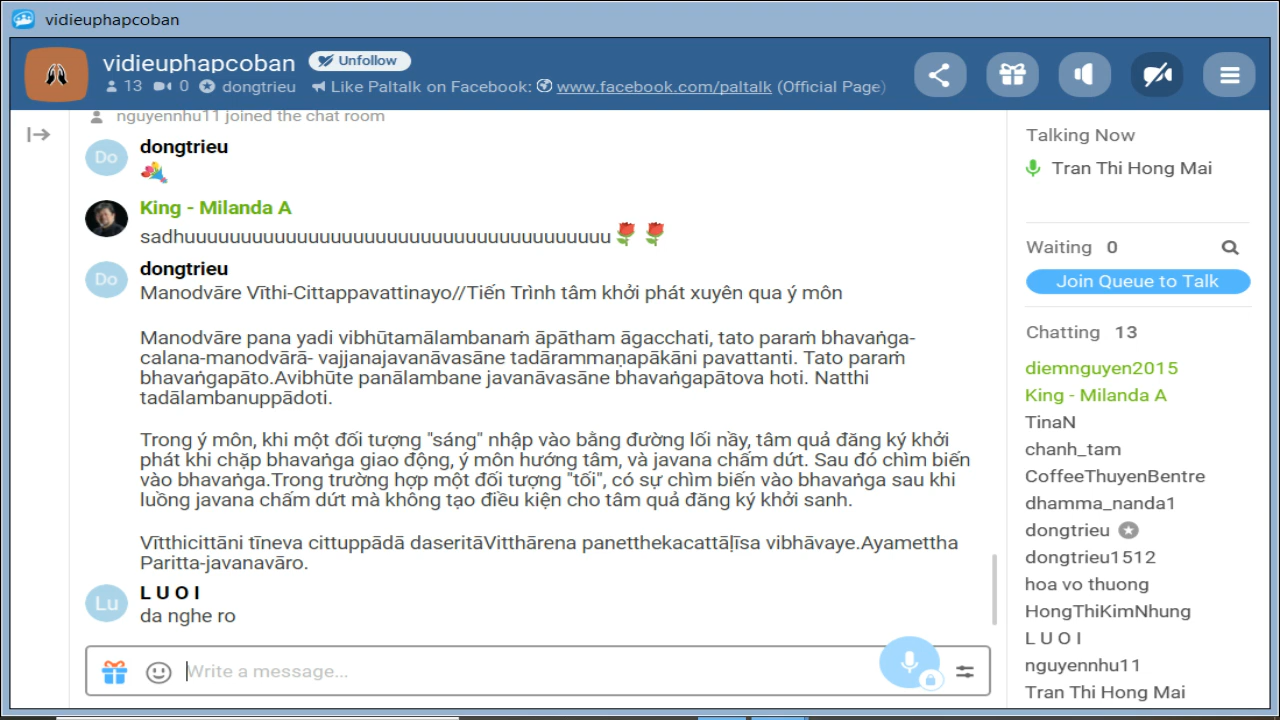 vidieuphapcoban
vidieuphapcoban Unfollow
13 0 dongtrieu Like Paltalk on Facebook: www.facebook.com/paltalk (Official Page)
nguyennhu11 joined the chat room
Do dongtrieu
King - Milanda A
sadhuuuuuuuuuuuuuuuuuuuuuuuuuuuuuuuuuuuuuu
Do dongtrieu
Manodvāre Vīthi-Cittappavattinayo//Tiến Trình tâm khởi phát xuyên qua ý môn
Manodvāre pana yadi vibhūtamālambanaṁ āpātham āgacchati, tato paraṁ bhavaṅga-
calana-manodvārā- vajjanajavanāvasāne tadārammaṇapākāni pavattanti. Tato paraṁ
bhavaṅgapāto.Avibhūte panālambane javanāvasāne bhavaṅgapātova hoti. Natthi
tadālambanuppādoti.
Trong ý môn, khi một đối tượng "sáng" nhập vào bằng đường lối nầy, tâm quả đăng ký khởi
phát khi chặp bhavaṅga giao động, ý môn hướng tâm, và javana chấm dứt. Sau đó chìm biến
vào bhavaṅga.Trong trường hợp một đối tượng "tối", có sự chìm biến vào bhavaṅga sau khi
luồng javana chấm dứt mà không tạo điều kiện cho tâm quả đăng ký khởi sanh.
Vītthicittāni tīneva cittuppādā daseritāVitthārena panetthekacattāḷīsa vibhāvaye.Ayamettha
Paritta-javanavāro.
Lu L U O I
da nghe ro
Write a message...
Talking Now
Tran Thi Hong Mai
Waiting 0
Join Queue to Talk
Chatting 13
diemnguyen2015
King - Milanda A
TinaN
chanh_tam
CoffeeThuyenBentre
dhamma_nanda1
dongtrieu
dongtrieu1512
hoa vo thuong
HongThiKimNhung
L U O I
nguyennhu11
Tran Thi Hong Mai